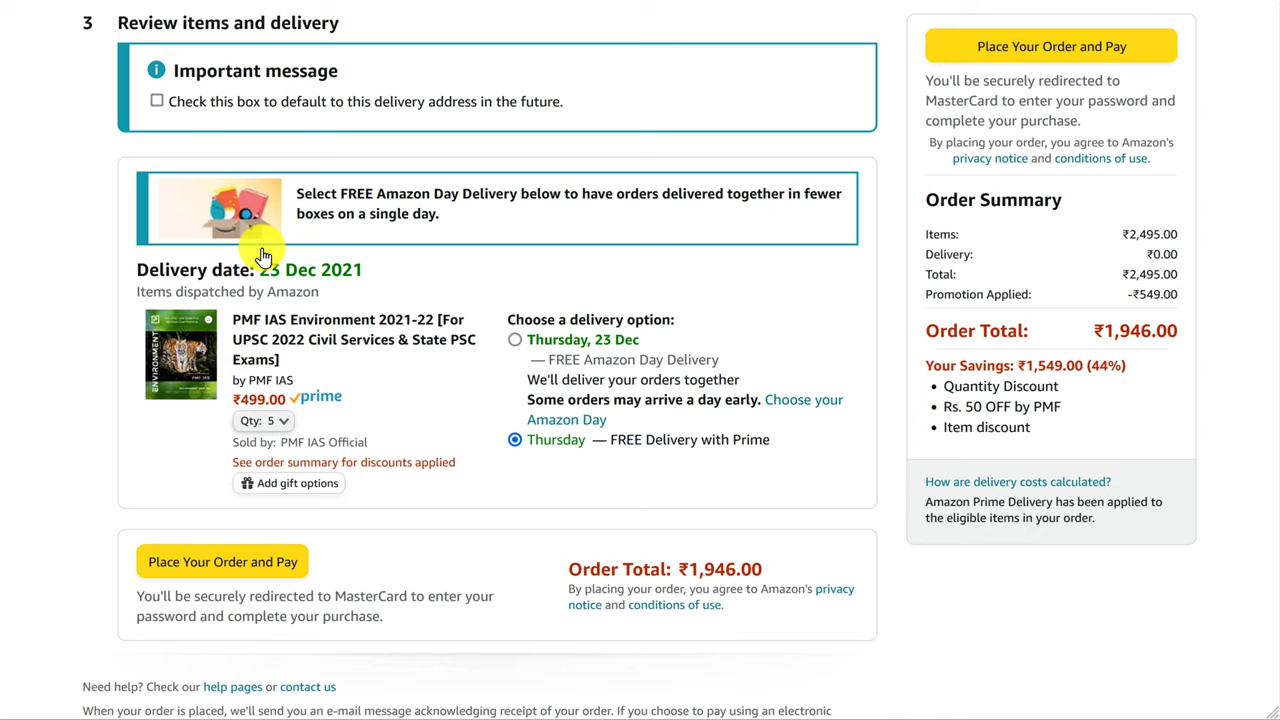 3 Review items and delivery
Important message
Check this box to default to this delivery address in the future.
Select FREE Amazon Day Delivery below to have orders delivered together in fewer
boxes on a single day.
Delivery date: 23 Dec 2021
Items dispatched by Amazon
ENVIRONMENT
PMF IAS Environment 2021-22 [For
UPSC 2022 Civil Services & State PSC
Exams]
by PMF IAS
₹499.00 prime
Qty: 5
Sold by: PMF IAS Official
See order summary for discounts applied
Add gift options
Choose a delivery option:
Thursday, 23 Dec
— FREE Amazon Day Delivery
We'll deliver your orders together
Some orders may arrive a day early. Choose your
Amazon Day
Thursday — FREE Delivery with Prime
Place Your Order and Pay
You'll be securely redirected to MasterCard to enter your
password and complete your purchase.
Order Total: ₹1,946.00
By placing your order, you agree to Amazon's privacy
notice and conditions of use.
Need help? Check our help pages or contact us
When your order is placed, we'll send you an e-mail message acknowledging receipt of your order. If you choose to pay using an electronic
Place Your Order and Pay
You'll be securely redirected to
MasterCard to enter your password and
complete your purchase.
By placing your order, you agree to Amazon's
privacy notice and conditions of use.
Order Summary
Items: ₹2,495.00
Delivery: ₹0.00
Total: ₹2,495.00
Promotion Applied: -₹549.00
Order Total: ₹1,946.00
Your Savings: ₹1,549.00 (44%)
• Quantity Discount
• Rs. 50 OFF by PMF
• Item discount
How are delivery costs calculated?
Amazon Prime Delivery has been applied to
the eligible items in your order.